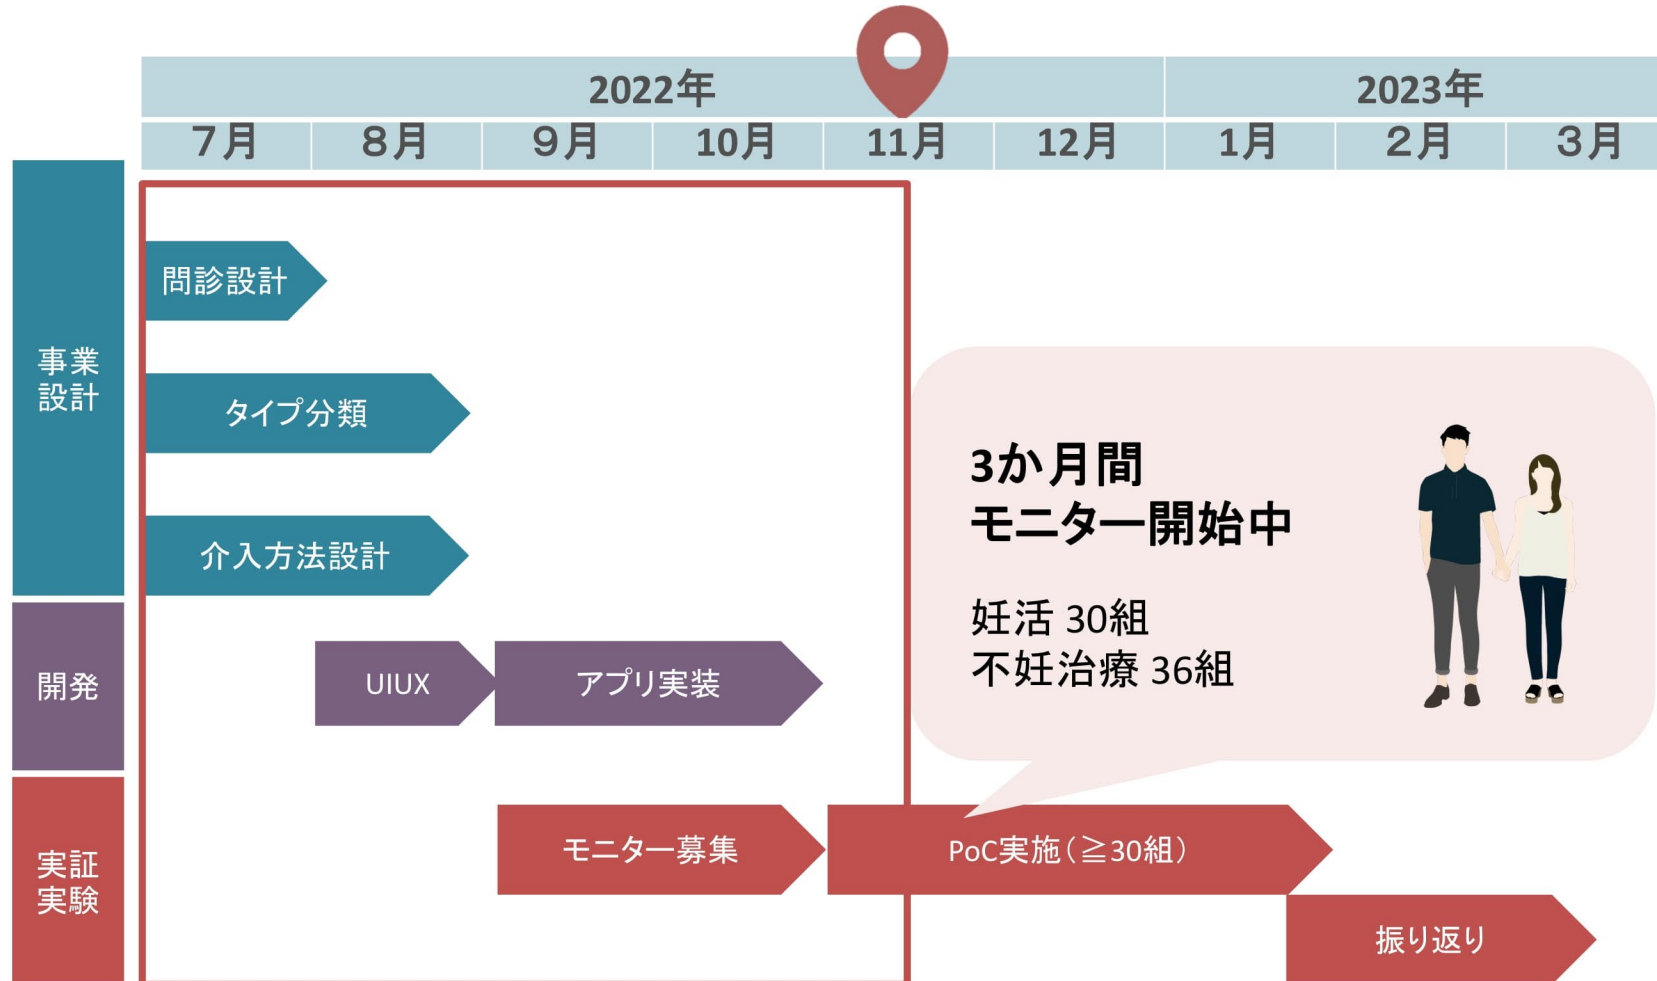 2022年
2023年
７月
８月
９月
10月
11月
12月
1月
２月
３月
事業
設計
問診設計
タイプ分類
介入方法設計
3か月間
モニター開始中
妊活 30組
不妊治療 36組
開発
UIUX
アプリ実装
実証
実験
モニター募集
PoC実施（≧30組）
振り返り